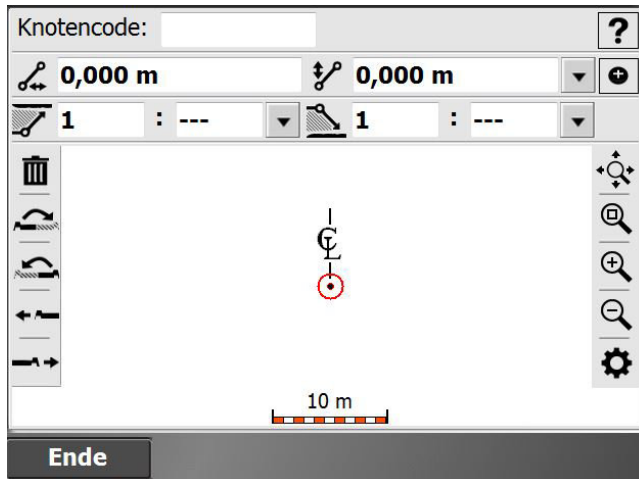 Knotencode: ?
0,000 m 0,000 m
1 : --- 1 : ---
CL
10 m
Ende